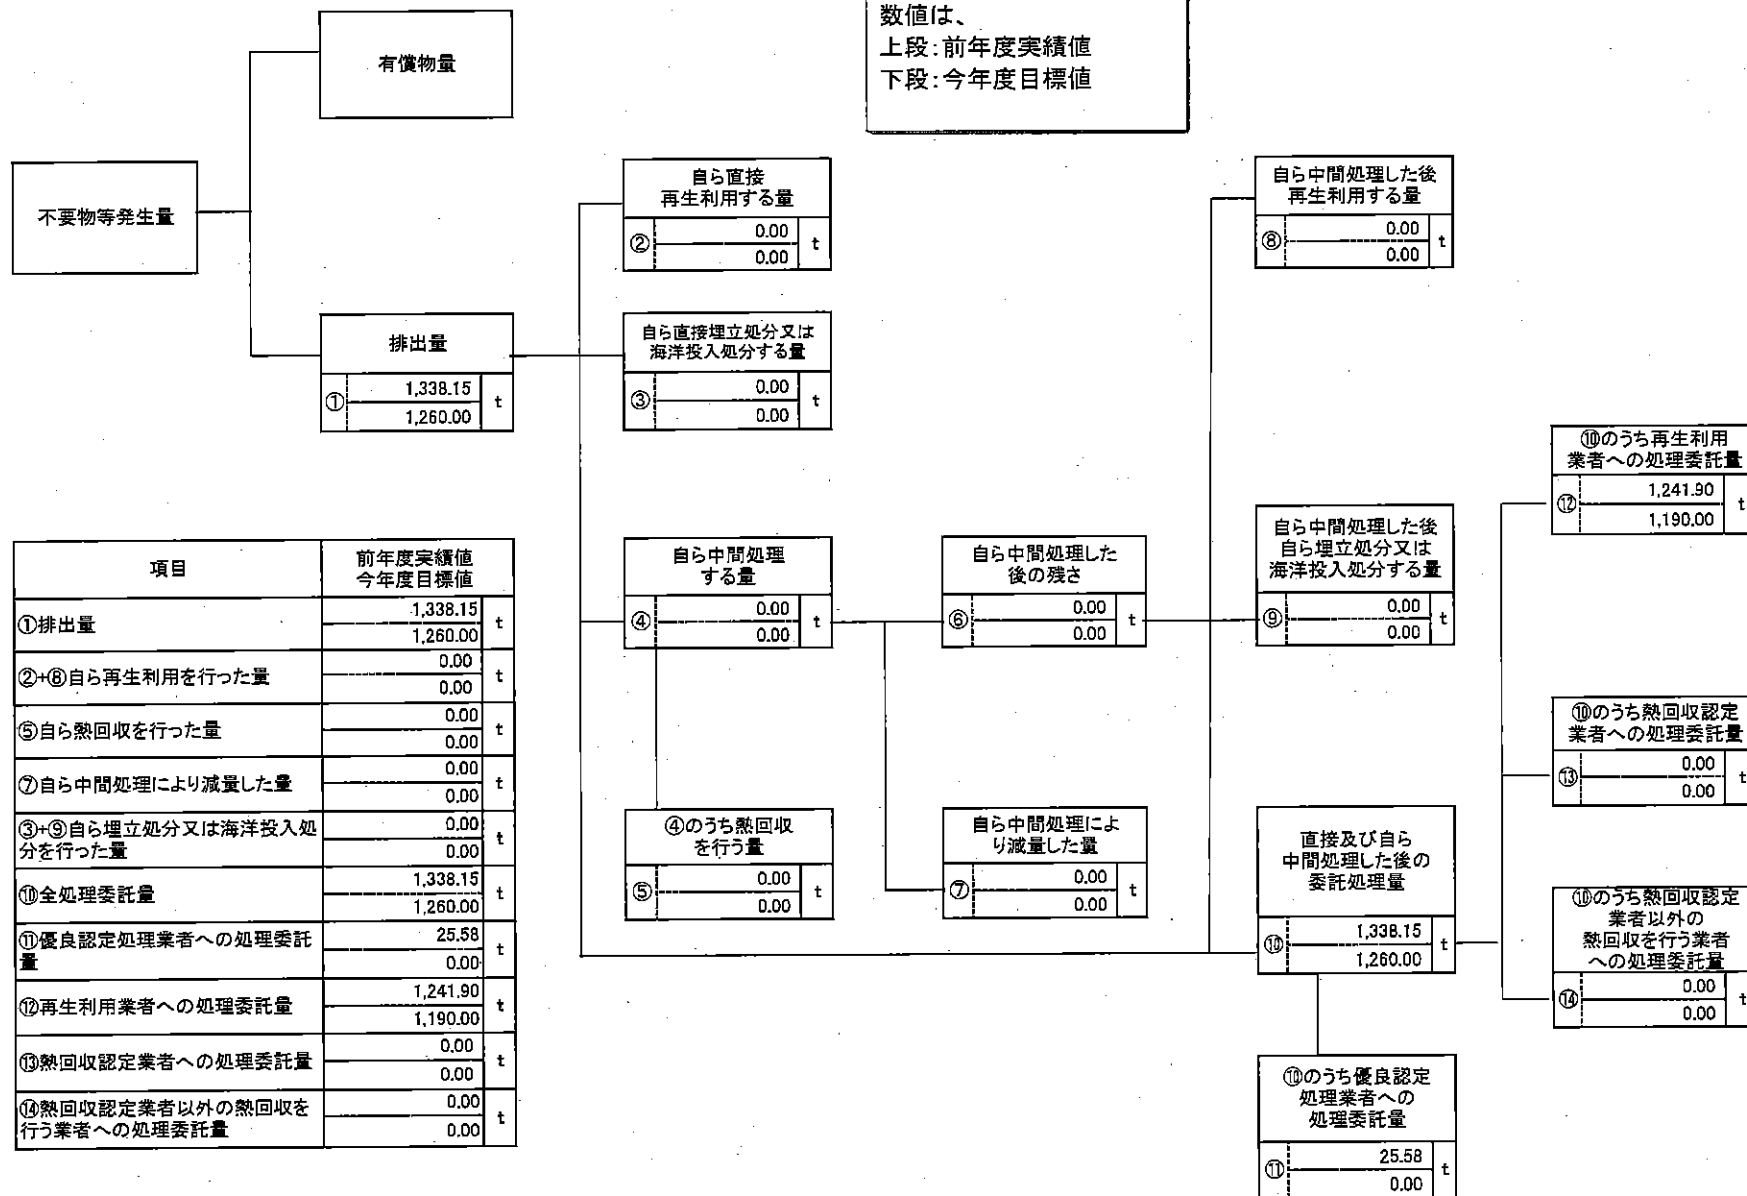 数値は、
上段:前年度実績値
下段:今年度目標値
有償物量
不要物等発生量
排出量
①
1,338.15
1,260.00
t
自ら直接
再生利用する量
②
0.00
0.00
t
自ら直接埋立処分又は
海洋投入処分する量
③
0.00
0.00
t
自ら中間処理
する量
④
0.00
0.00
t
④のうち熱回収
を行う量
⑤
0.00
0.00
t
自ら中間処理した
後の残さ
⑥
0.00
0.00
t
自ら中間処理によ
り減量した量
⑦
0.00
0.00
t
自ら中間処理した後
再生利用する量
⑧
0.00
0.00
t
自ら中間処理した後
自ら埋立処分又は
海洋投入処分する量
⑨
0.00
0.00
t
直接及び自ら
中間処理した後の
委託処理量
⑩
1,338.15
1,260.00
t
⑩のうち優良認定
処理業者への
処理委託量
⑪
25.58
0.00
t
⑩のうち再生利用
業者への処理委託量
⑫
1,241.90
1,190.00
t
⑩のうち熱回収認定
業者への処理委託量
⑬
0.00
0.00
t
⑩のうち熱回収認定
業者以外の
熱回収を行う業者
への処理委託量
⑭
0.00
0.00
t
項目
前年度実績値
今年度目標値
①排出量
1,338.15
1,260.00
t
②+⑧自ら再生利用を行った量
0.00
0.00
t
⑤自ら熱回収を行った量
0.00
0.00
t
⑦自ら中間処理により減量した量
0.00
0.00
t
③+⑨自ら埋立処分又は海洋投入処
分を行った量
0.00
0.00
t
⑩全処理委託量
1,338.15
1,260.00
t
⑪優良認定処理業者への処理委託
量
25.58
0.00
t
⑫再生利用業者への処理委託量
1,241.90
1,190.00
t
⑬熱回収認定業者への処理委託量
0.00
0.00
t
⑭熱回収認定業者以外の熱回収を
行う業者への処理委託量
0.00
0.00
t